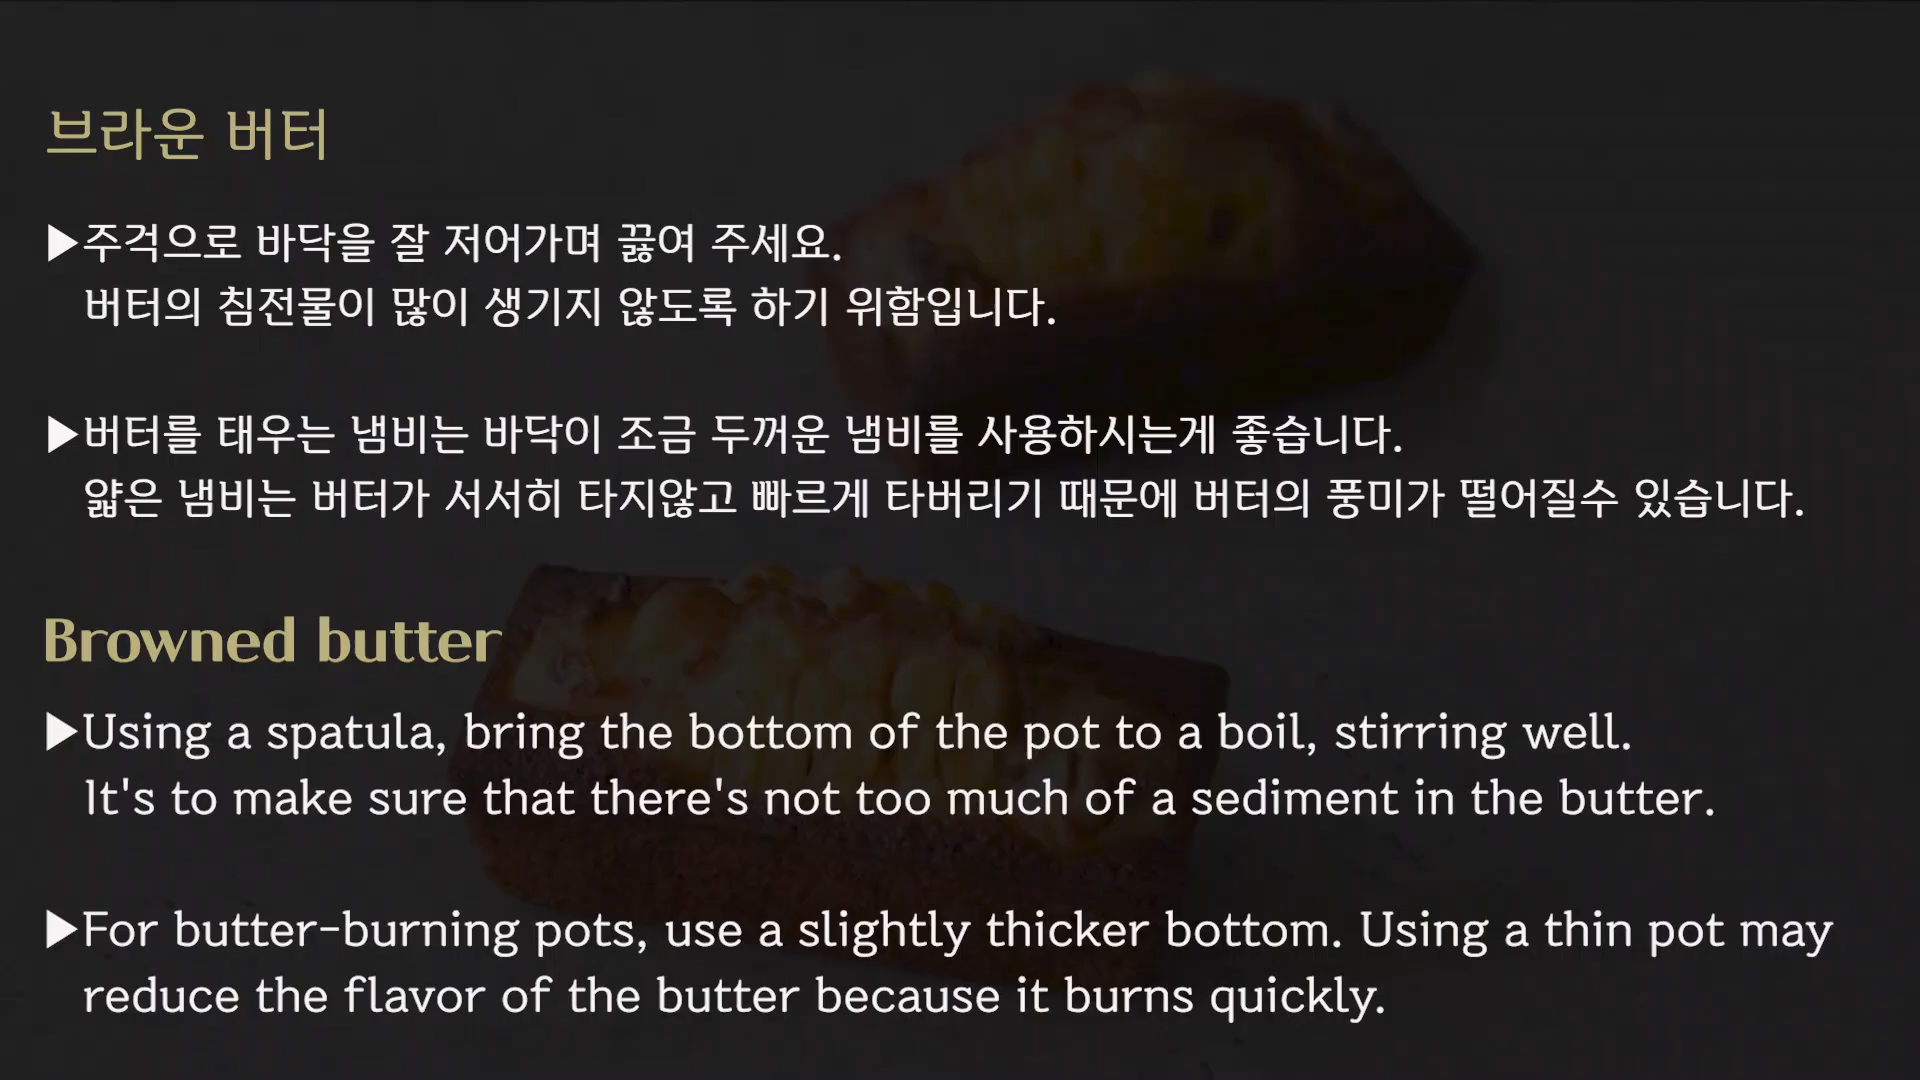 브라운 버터
▶주걱으로 바닥을 잘 저어가며 끓여 주세요.
버터의 침전물이 많이 생기지 않도록 하기 위함입니다.
▶버터를 태우는 냄비는 바닥이 조금 두꺼운 냄비를 사용하시는게 좋습니다.
얇은 냄비는 버터가 서서히 타지않고 빠르게 타버리기 때문에 버터의 풍미가 떨어질수 있습니다.
Browned butter
▶Using a spatula, bring the bottom of the pot to a boil, stirring well.
It's to make sure that there's not too much of a sediment in the butter.
▶For butter-burning pots, use a slightly thicker bottom. Using a thin pot may
reduce the flavor of the butter because it burns quickly.